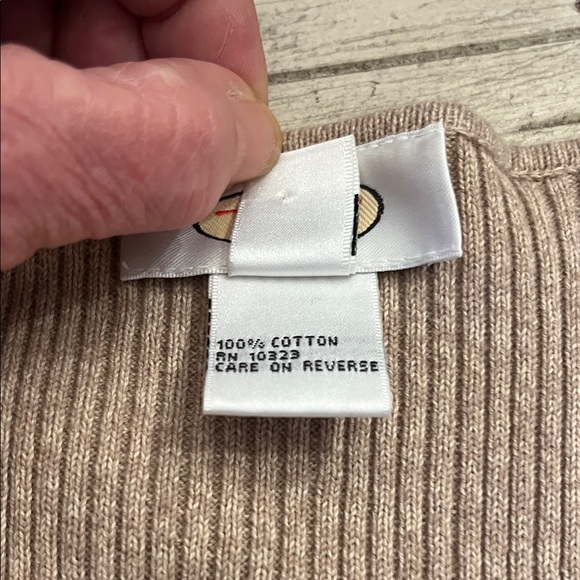 100% COTTON
RN 10323
CARE ON REVERSE